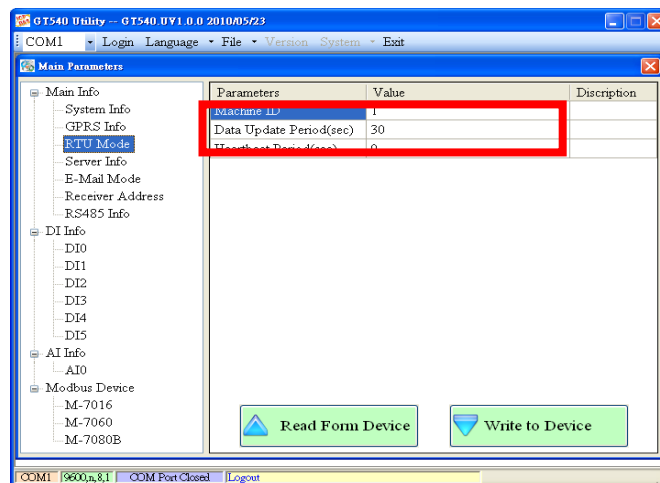 GT540 Utility -- GT540.UV1.0.0 2010/05/23
COM1 Login Language File Version System Exit
Main Parameters
Main Info
System Info
GPRS Info
RTU Mode
Server Info
E-Mail Mode
Receiver Address
RS485 Info
DI Info
DI0
DI1
DI2
DI3
DI4
DI5
AI Info
AI0
Modbus Device
M-7016
M-7060
M-7080B
Parameters Value Discription
Machine ID 1
Data Update Period(sec) 30
Heartbeat Period(sec) 0
Read Form Device Write to Device
COM1 9600,n,8,1 COM Port Closed Logout